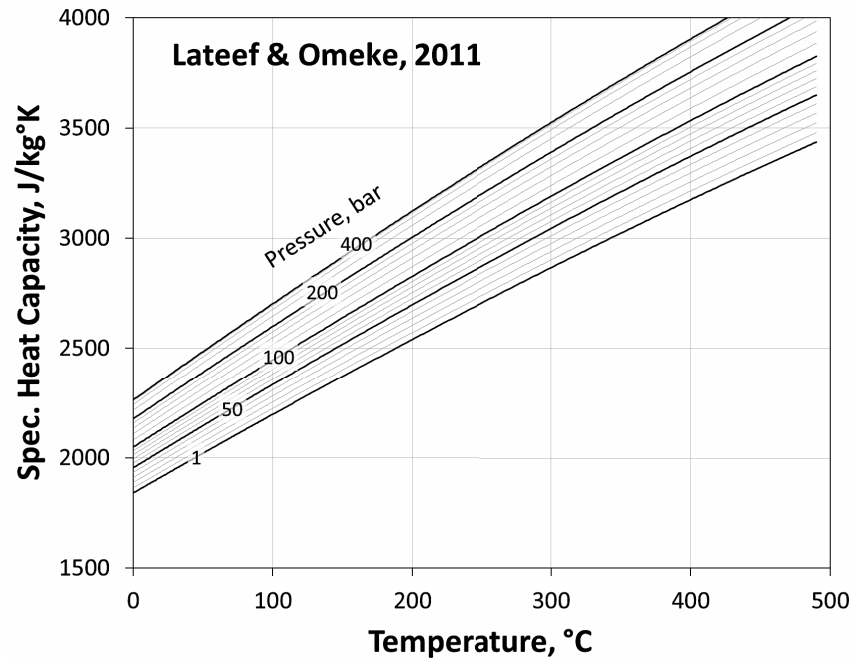 Lateef & Omeke, 2011
Spec. Heat Capacity, J/kg°K
4000
3500
3000
2500
2000
1500
Pressure, bar
400
200
100
50
1
0 100 200 300 400 500
Temperature, °C